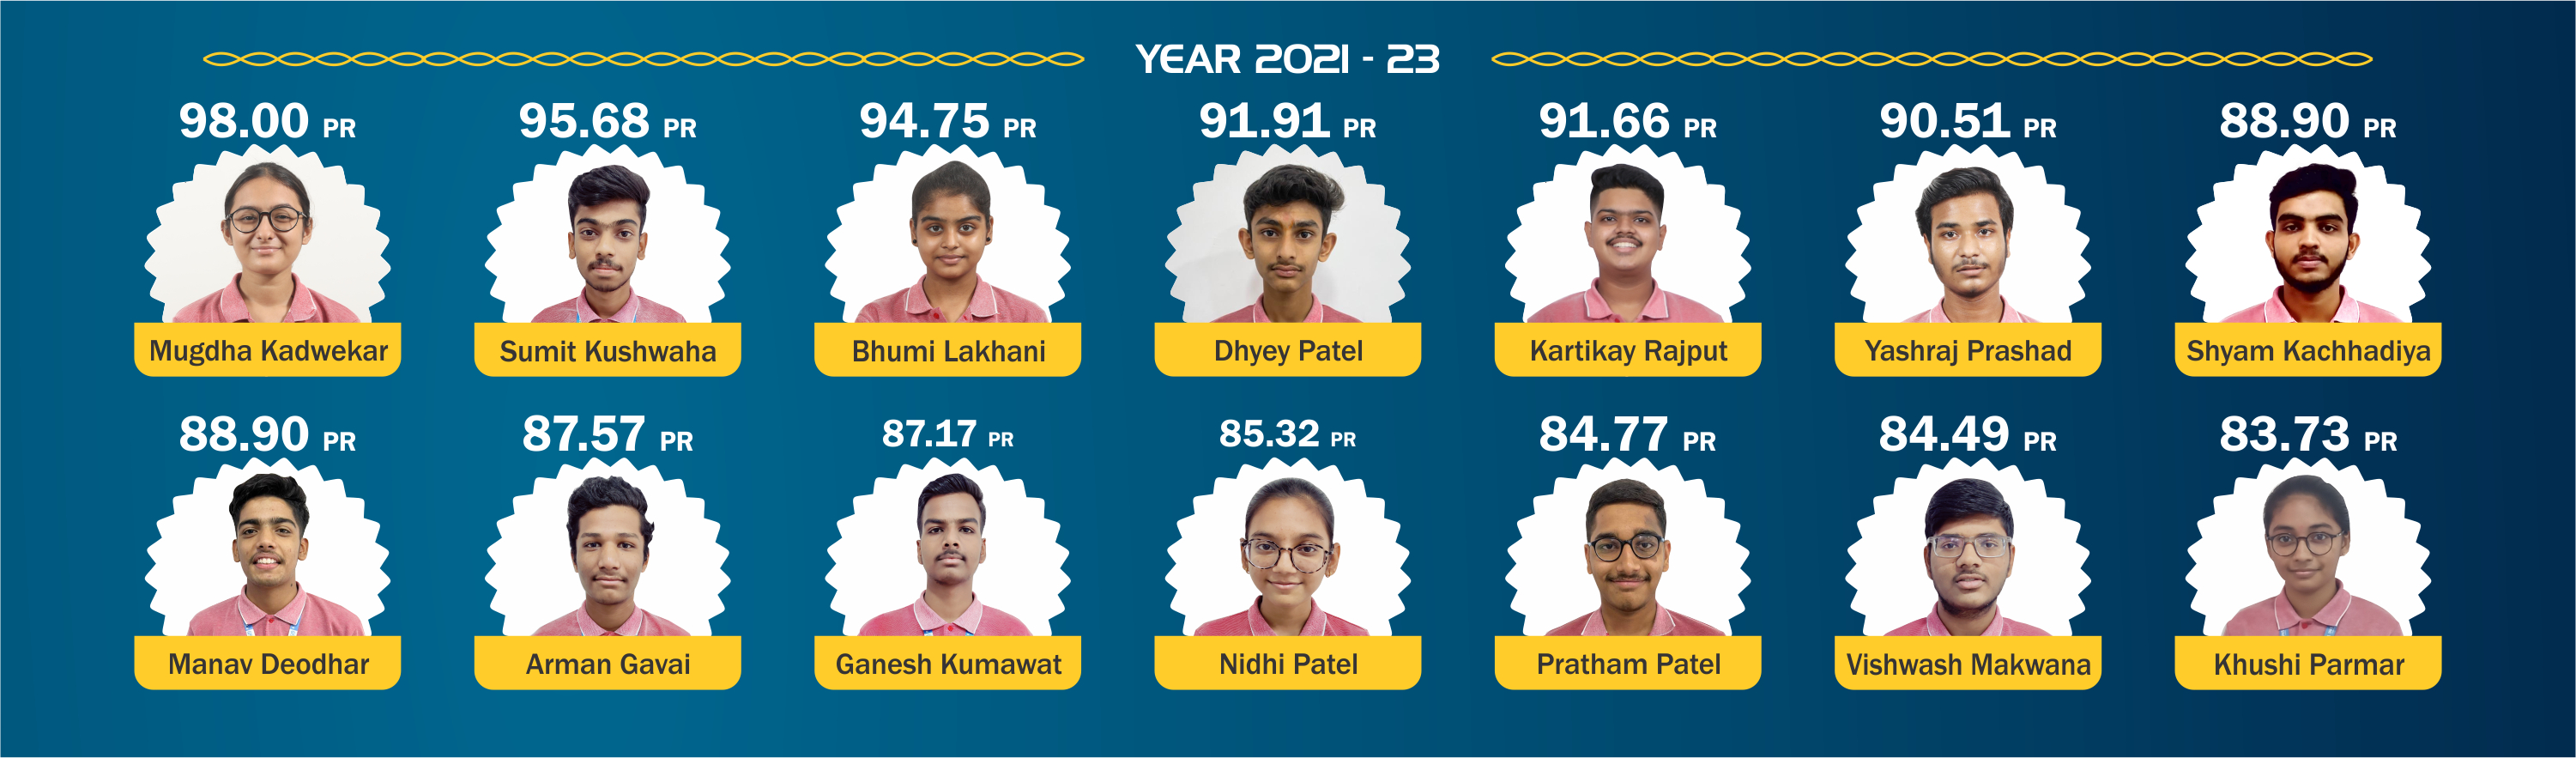 YEAR 2021 - 23
98.00 PR
95.68 PR
94.75 PR
91.91 PR
91.66 PR
90.51 PR
88.90 PR
Mugdha Kadwekar
Sumit Kushwaha
Bhumi Lakhani
Dhyey Patel
Kartikay Rajput
Yashraj Prashad
Shyam Kachhadiya
88.90 PR
87.57 PR
87.17 PR
85.32 PR
84.77 PR
84.49 PR
83.73 PR
Manav Deodhar
Arman Gavai
Ganesh Kumawat
Nidhi Patel
Pratham Patel
Vishwash Makwana
Khushi Parmar